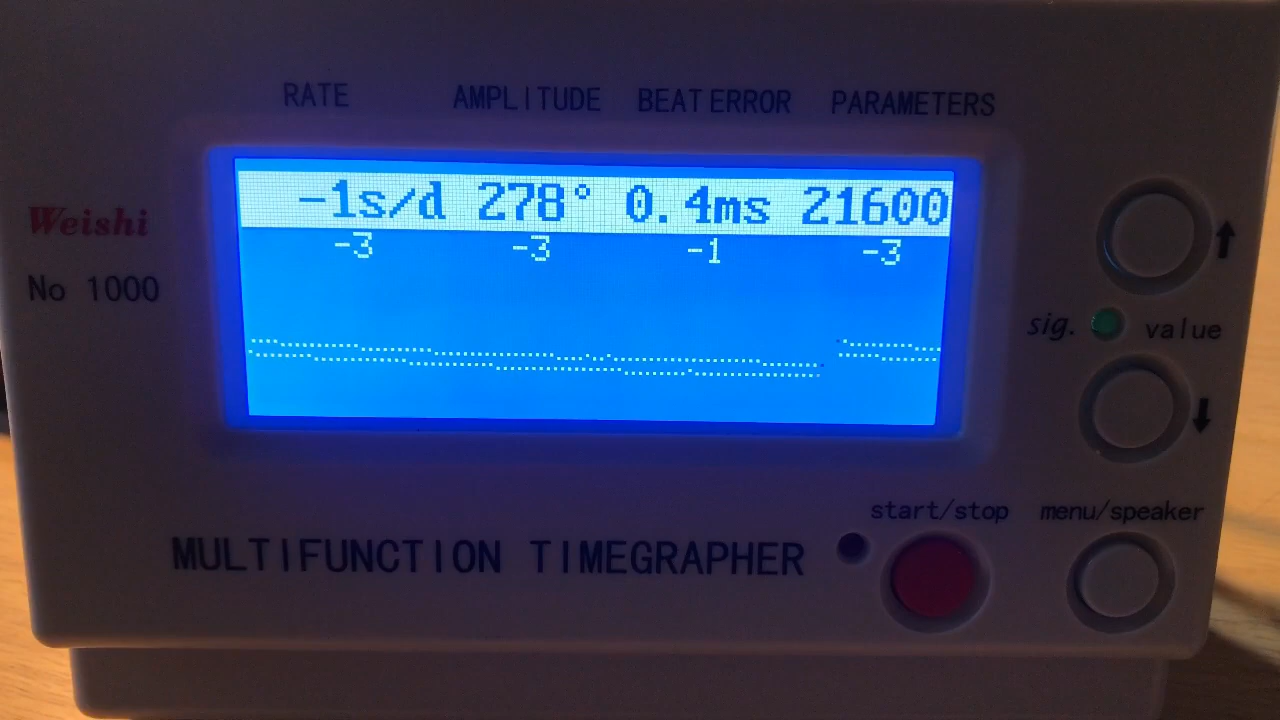 RATE AMPLITUDE BEAT ERROR PARAMETERS
-1s/d 278° 0.4ms 21600
-3 -3 -1 -3
Weishi
No 1000
sig. value
start/stop menu/speaker
MULTIFUNCTION TIMEGRAPHER